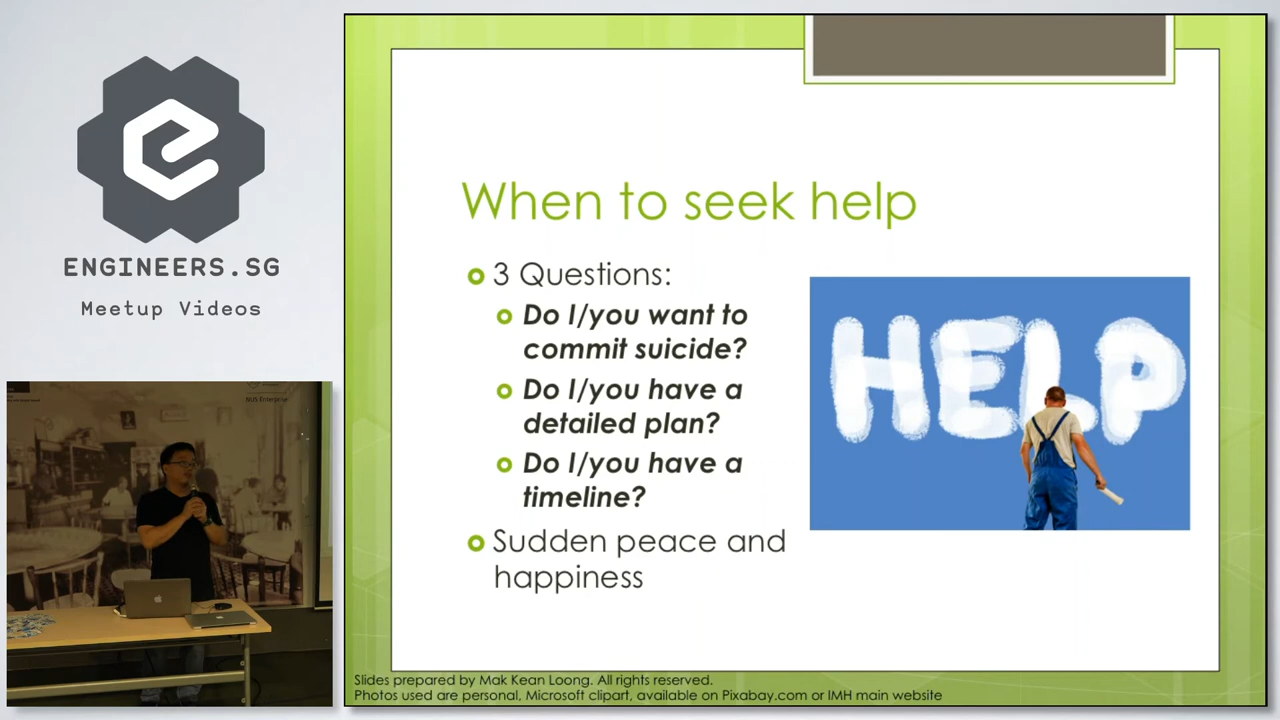 ENGINEERS.SG
Meetup Videos
NUS Enterprise
When to seek help
3 Questions:
Do I/you want to
commit suicide?
Do I/you have a
detailed plan?
Do I/you have a
timeline?
Sudden peace and
happiness
HELP
Slides prepared by Mak Kean Loong. All rights reserved.
Photos used are personal, Microsoft clipart, available on Pixabay.com or IMH main website